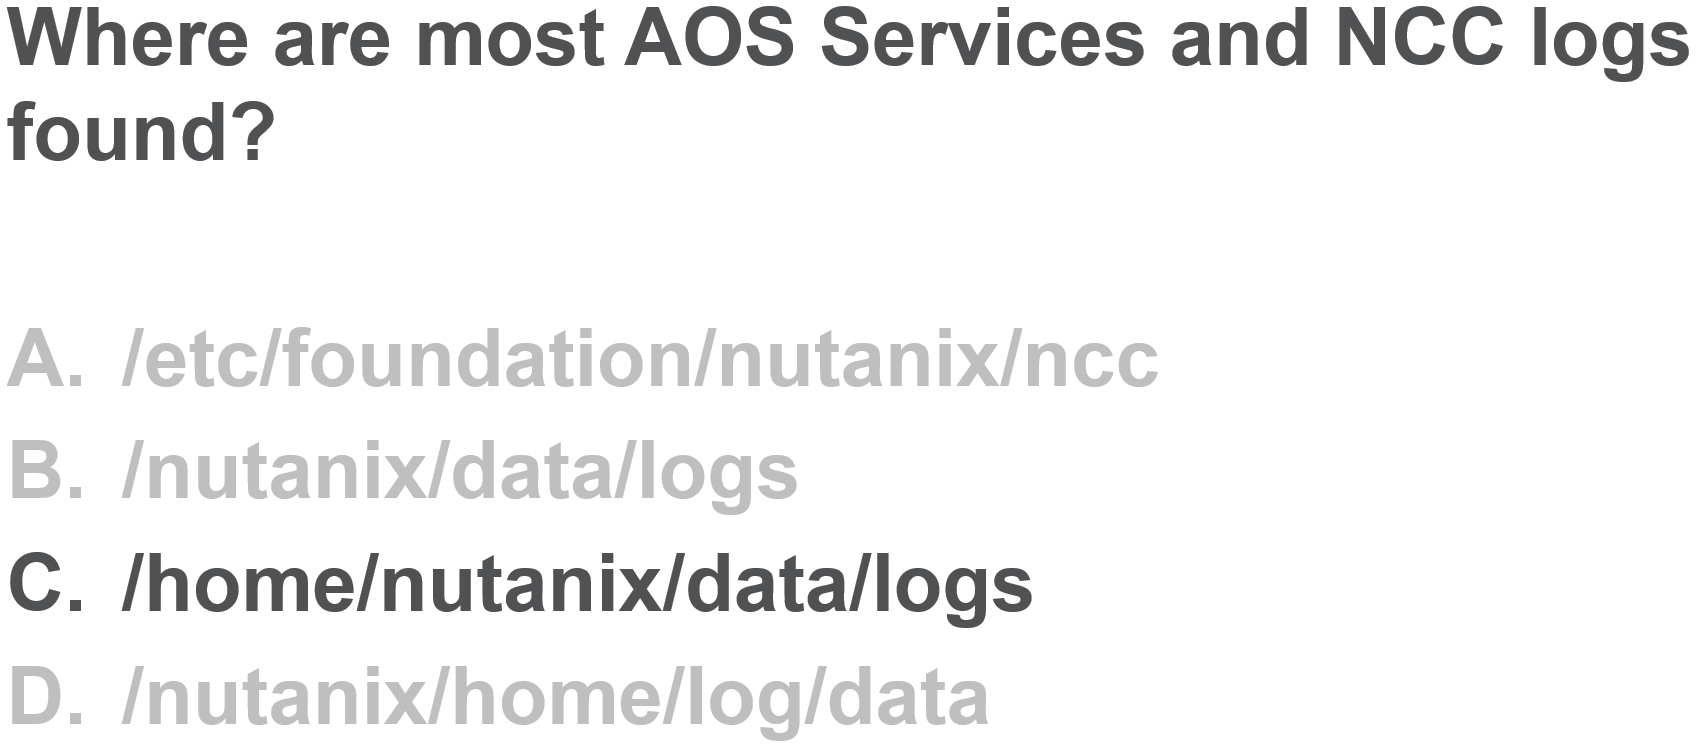 Where are most AOS Services and NCC logs
found?
A. /etc/foundation/nutanix/ncc
B. /nutanix/data/logs
C. /home/nutanix/data/logs
D. /nutanix/home/log/data